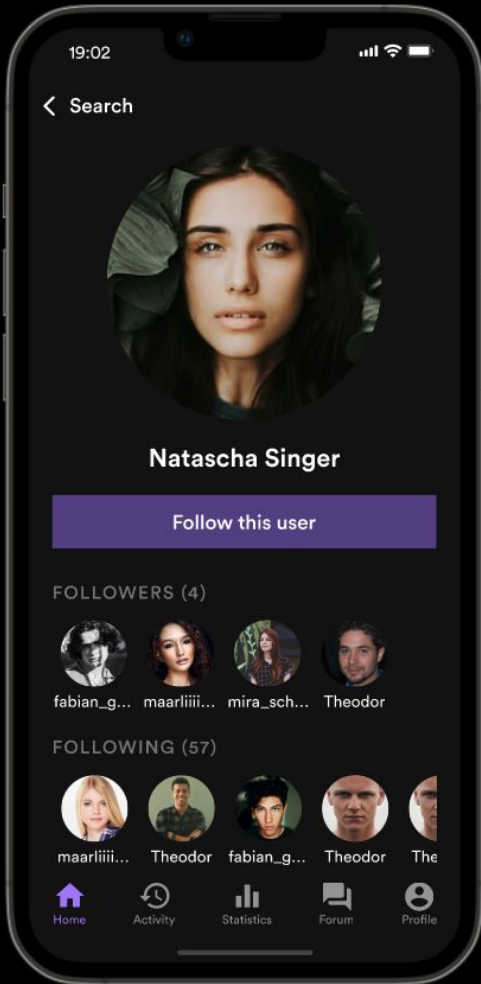 19:02
Search
Natascha Singer
Follow this user
FOLLOWERS (4)
fabian_g... maarliiii... mira_sch... Theodor
FOLLOWING (57)
maarliiii... Theodor fabian_g... Theodor The
Home Activity Statistics Forum Profile